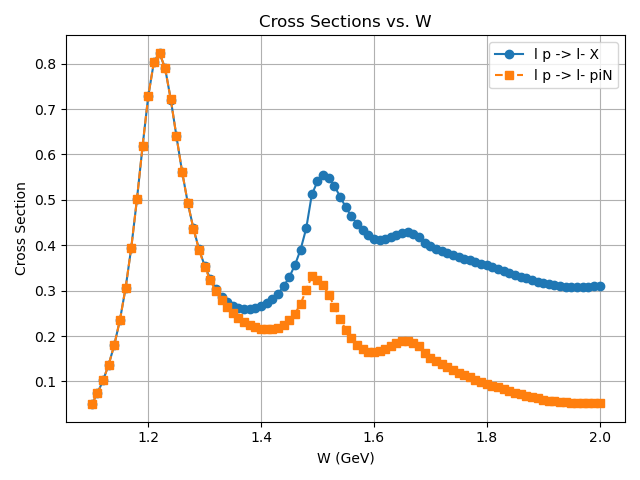 Cross Sections vs. W
l p -> l- X
l p -> l- piN
Cross Section
0.8
0.7
0.6
0.5
0.4
0.3
0.2
0.1
1.2 1.4 1.6 1.8 2.0
W (GeV)